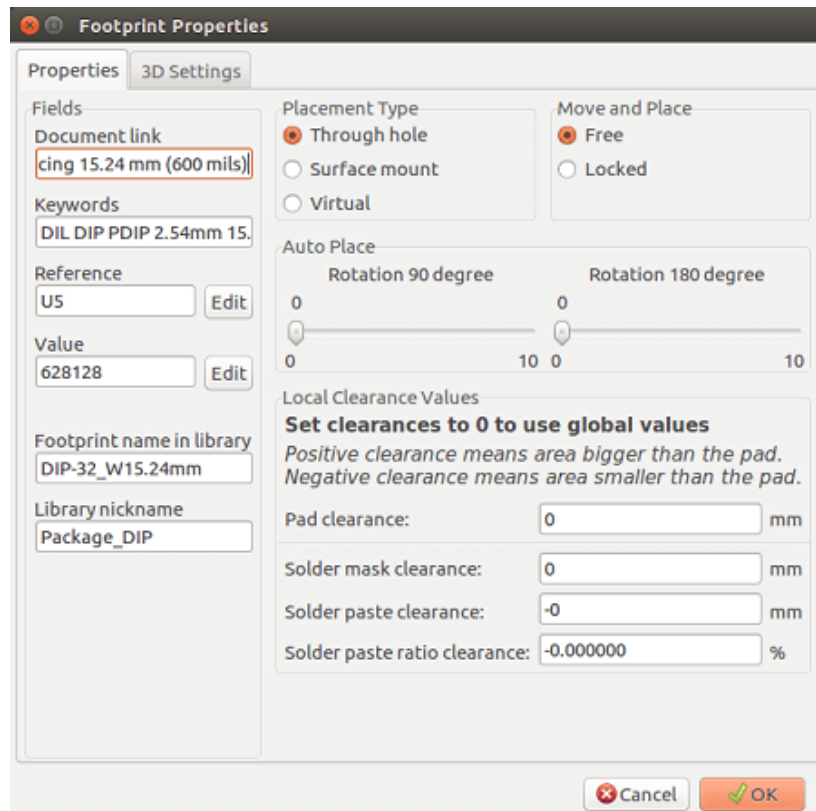 Footprint Properties
Properties
3D Settings
Fields
Document link
cing 15.24 mm (600 mils)
Keywords
DIL DIP PDIP 2.54mm 15.
Reference
U5
Edit
Value
628128
Edit
Footprint name in library
DIP-32_W15.24mm
Library nickname
Package_DIP
Placement Type
Through hole
Surface mount
Virtual
Move and Place
Free
Locked
Auto Place
Rotation 90 degree
0
0 10
Rotation 180 degree
0
0 10
Local Clearance Values
Set clearances to 0 to use global values
Positive clearance means area bigger than the pad.
Negative clearance means area smaller than the pad.
Pad clearance: 0 mm
Solder mask clearance: 0 mm
Solder paste clearance: -0 mm
Solder paste ratio clearance: -0.000000 %
Cancel
OK